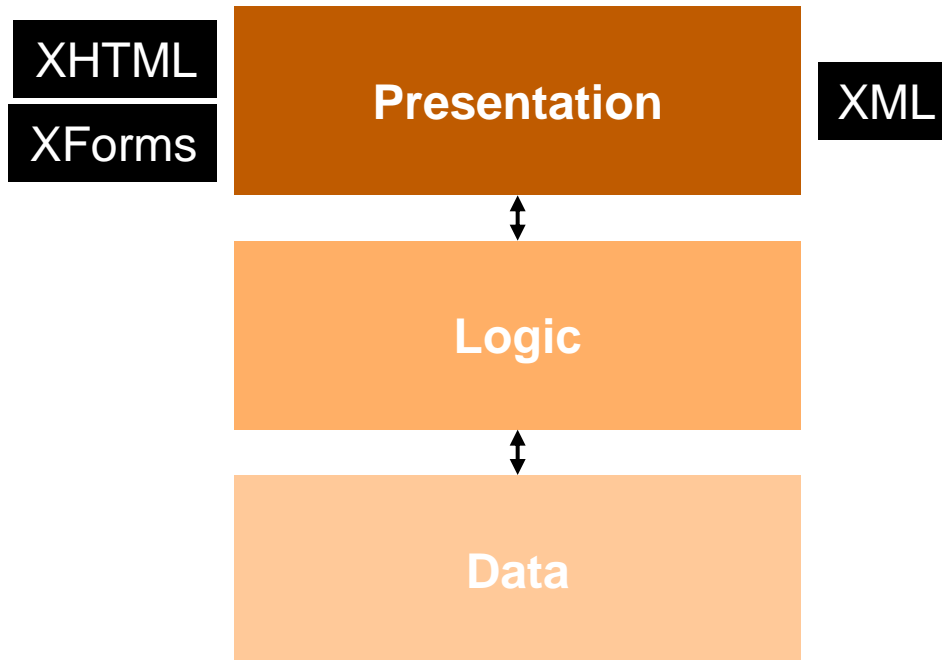 XHTML
XForms
Presentation
XML
Logic
Data